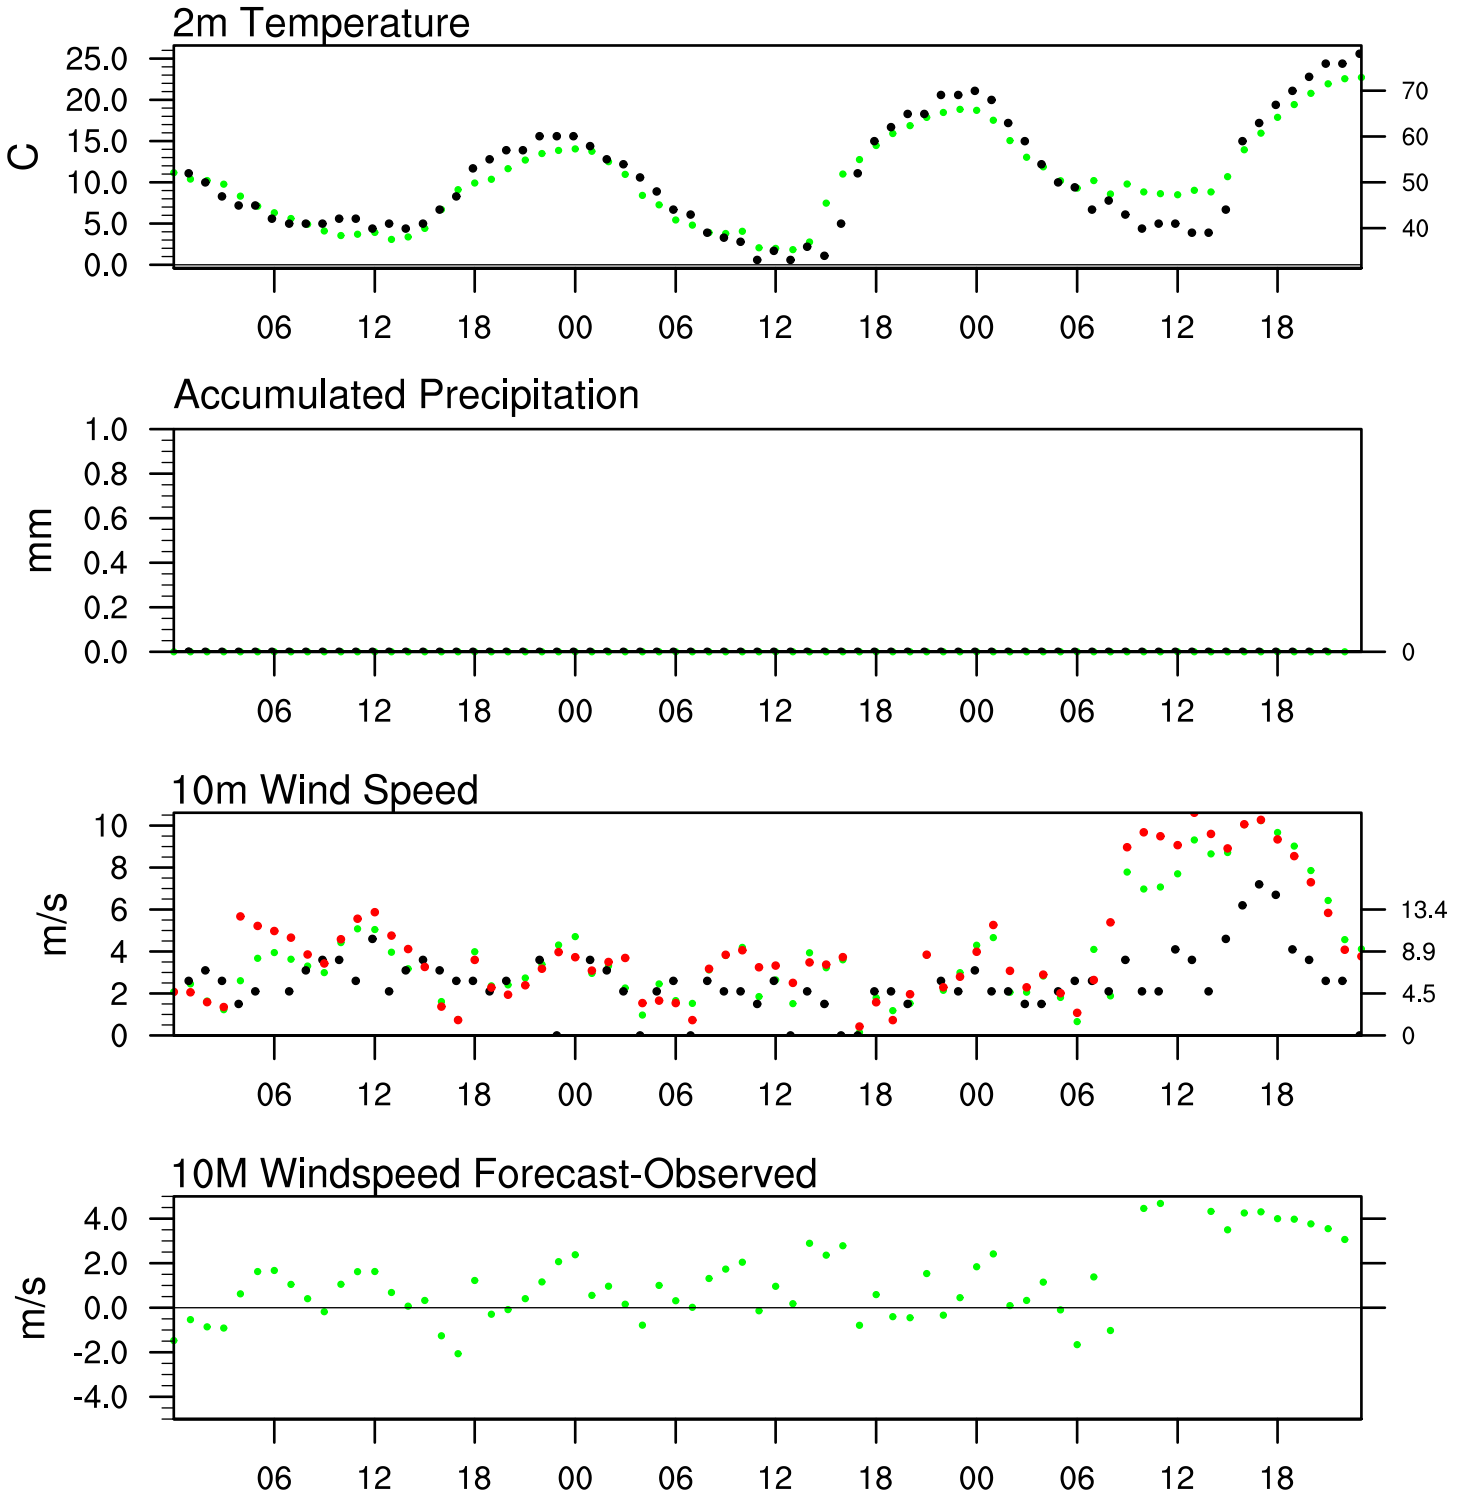 2m Temperature
25.0
20.0
15.0
10.0
5.0
0.0
C
70
60
50
40
06 12 18 00 06 12 18 00 06 12 18
Accumulated Precipitation
1.0
0.8
0.6
0.4
0.2
0.0
mm
0
06 12 18 00 06 12 18 00 06 12 18
10m Wind Speed
10
8
6
4
2
0
m/s
13.4
8.9
4.5
0
06 12 18 00 06 12 18 00 06 12 18
10M Windspeed Forecast-Observed
4.0
2.0
0.0
-2.0
-4.0
m/s
06 12 18 00 06 12 18 00 06 12 18